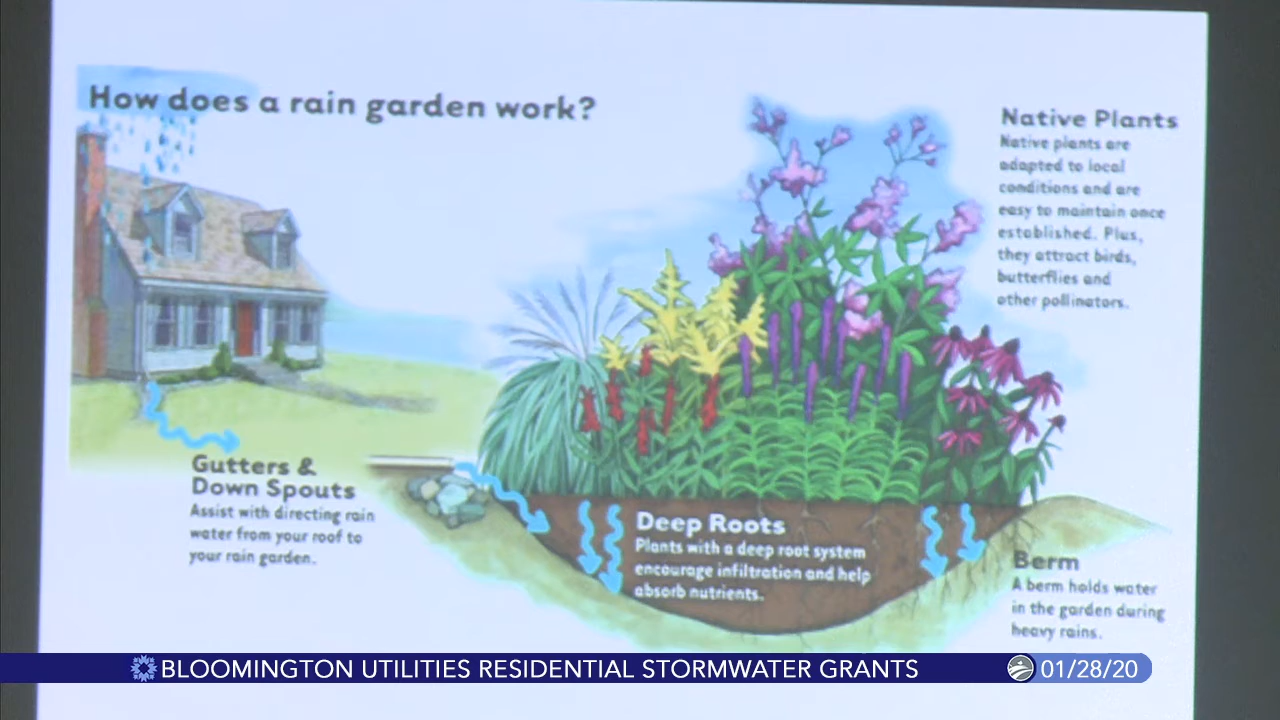 How does a rain garden work?
Native Plants
Native plants are
adapted to local
conditions and are
easy to maintain once
established. Plus,
they attract birds,
butterflies and
other pollinators.
Gutters &
Down Spouts
Assist with directing rain
water from your roof to
your rain garden.
Deep Roots
Plants with a deep root system
encourage infiltration and help
absorb nutrients.
Berm
A berm holds water
in the garden during
heavy rains.
BLOOMINGTON UTILITIES RESIDENTIAL STORMWATER GRANTS
01/28/20